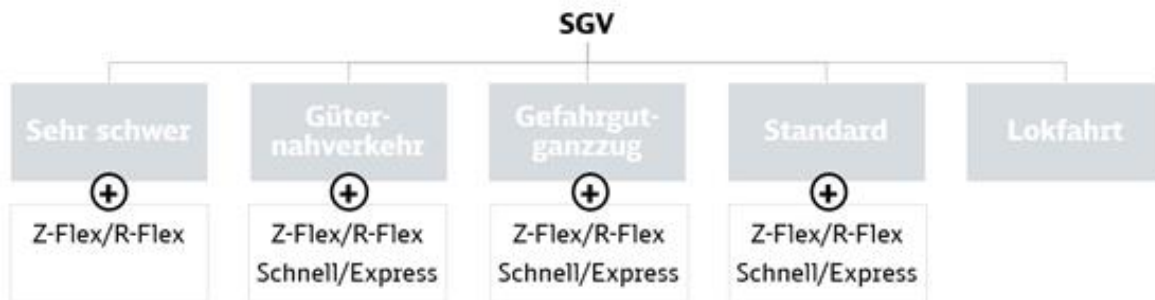 SGV
Sehr schwer
Güter-
nahverkehr
Gefahrgut-
ganzzug
Standard
Lokfahrt
+
+
+
+
Z-Flex/R-Flex
Z-Flex/R-Flex
Schnell/Express
Z-Flex/R-Flex
Schnell/Express
Z-Flex/R-Flex
Schnell/Express